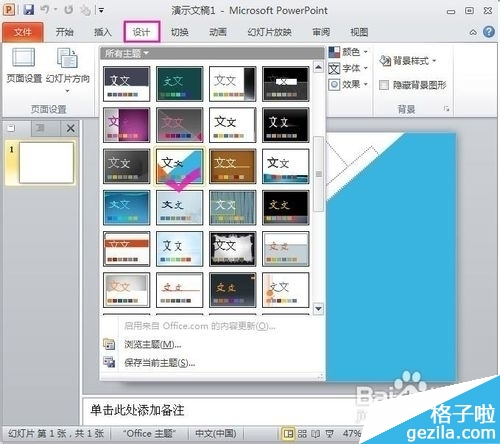 演示文稿1 - Microsoft PowerPoint
文件 开始 插入 设计 切换 动画 幻灯片放映 审阅 视图
页面设置 幻灯片方向
页面设置
所有主题
颜色
字体
效果
背景样式
隐藏背景图形
背景
文文 文文 文文 文文
文文 文文 文文 文文
文文 文文 文文 文文
文文 文文 文文 文文
文文 文文 文文 文文
文文 文文 文文 文文
启用来自 Office.com 的内容更新(O)...
浏览主题(M)...
保存当前主题(S)...
1
单击此处添加备注
幻灯片 第 1 张，共 1 张 "Office 主题" 中文(中国) 47%
Bai
格子啦
gezila.com